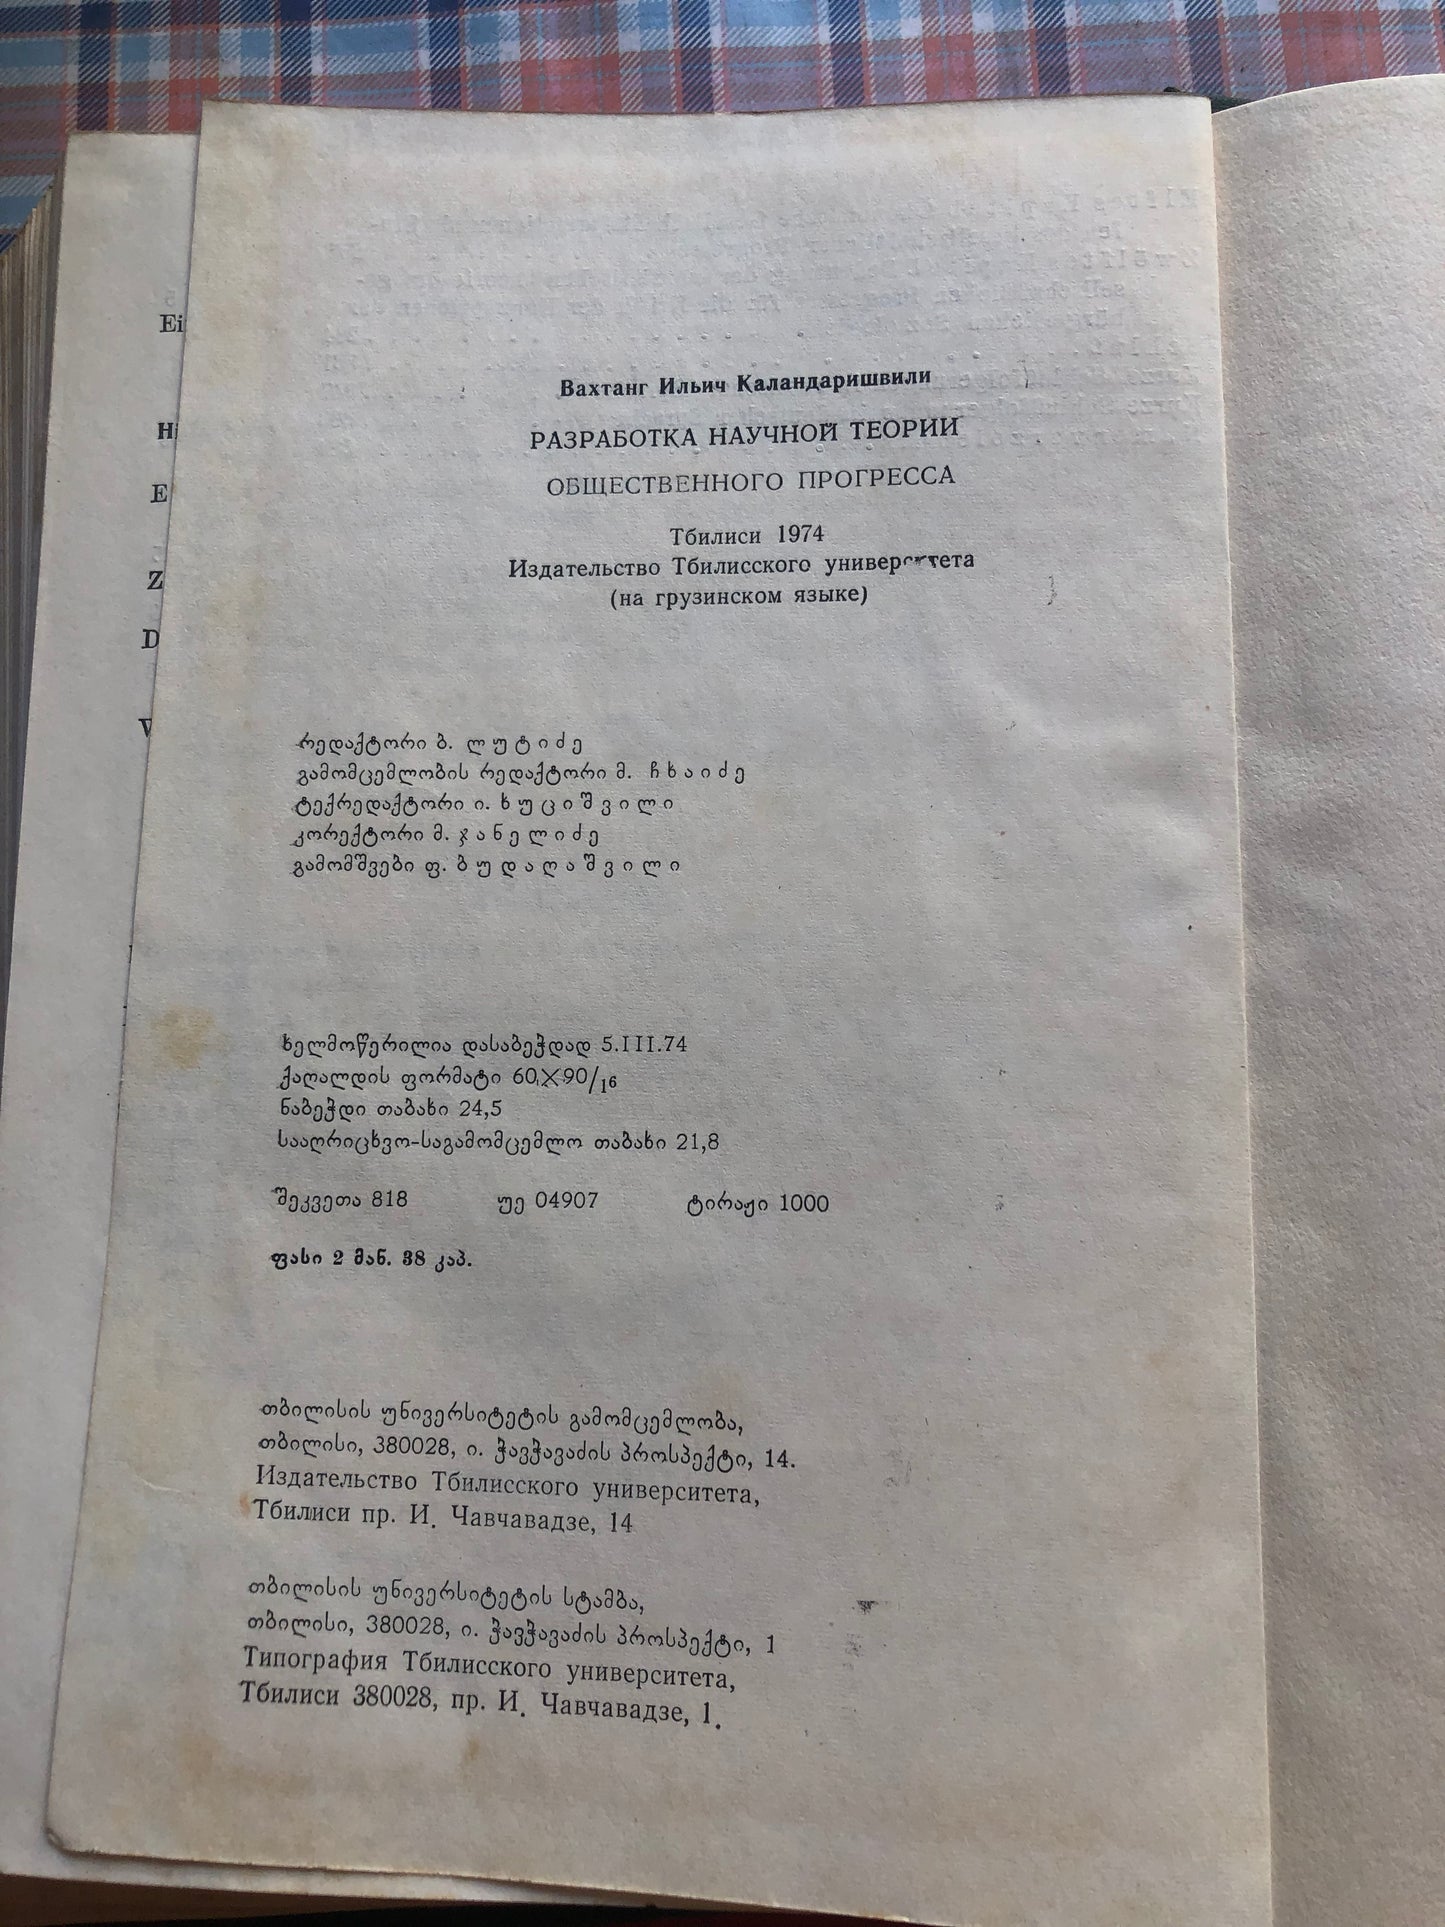 Вахтанг Ильич Каландаришвили
РАЗРАБОТКА НАУЧНОЙ ТЕОРИИ
ОБЩЕСТВЕННОГО ПРОГРЕССА
Тбилиси 1974
Издательство Тбилисского университета
(на грузинском языке)
რედაქტორი ბ. ლუტიძე
გამომცემლობის რედაქტორი მ. ჩხაიძე
ტექრედაქტორი ი. ხუციშვილი
კორექტორი მ. ჯანელიძე
გამომშვები ფ. ბუდაღაშვილი
ხელმოწერილია დასაბეჭდად 5.III.74
ქაღალდის ფორმატი 60X90/16
ნაბეჭდი თაბახი 24,5
სააღრიცხვო-საგამომცემლო თაბახი 21,8
შეკვეთა 818 უე 04907 ტირაჟი 1000
ფასი 2 მან. 38 კაპ.
თბილისის უნივერსიტეტის გამომცემლობა,
თბილისი, 380028, ი. ჭავჭავაძის პროსპექტი, 14.
Издательство Тбилисского университета,
Тбилиси пр. И. Чавчавадзе, 14
თბილისის უნივერსიტეტის სტამბა,
თბილისი, 380028, ი. ჭავჭავაძის პროსპექტი, 1
Типография Тбилисского университета,
Тбилиси 380028, пр. И. Чавчавадзе, 1.
Ei
Hi
E
Z
D